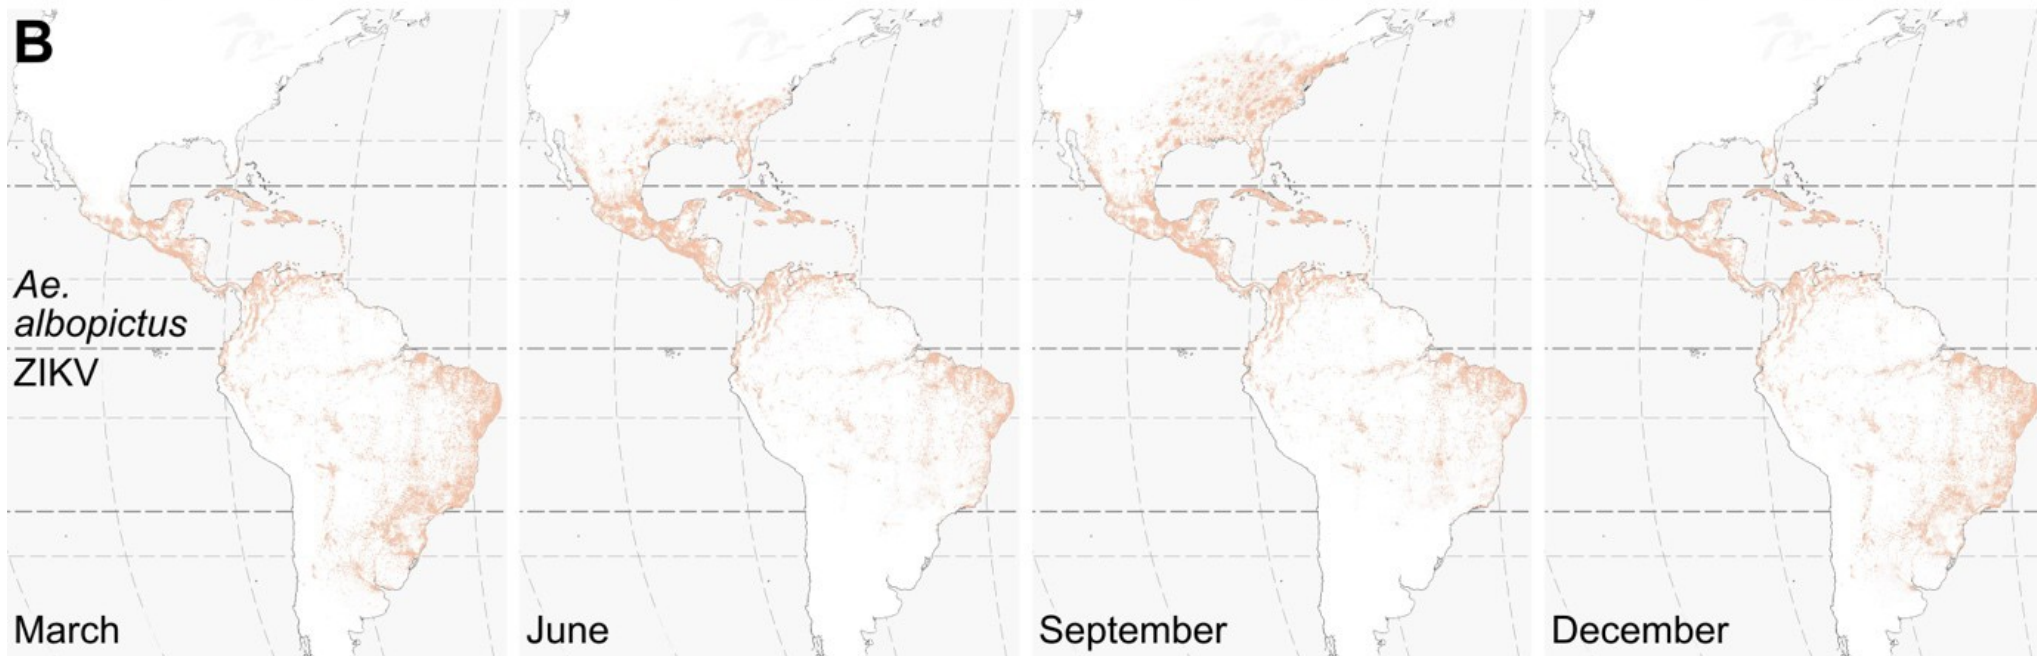 B
Ae.
albopictus
ZIKV
March
June
September
December